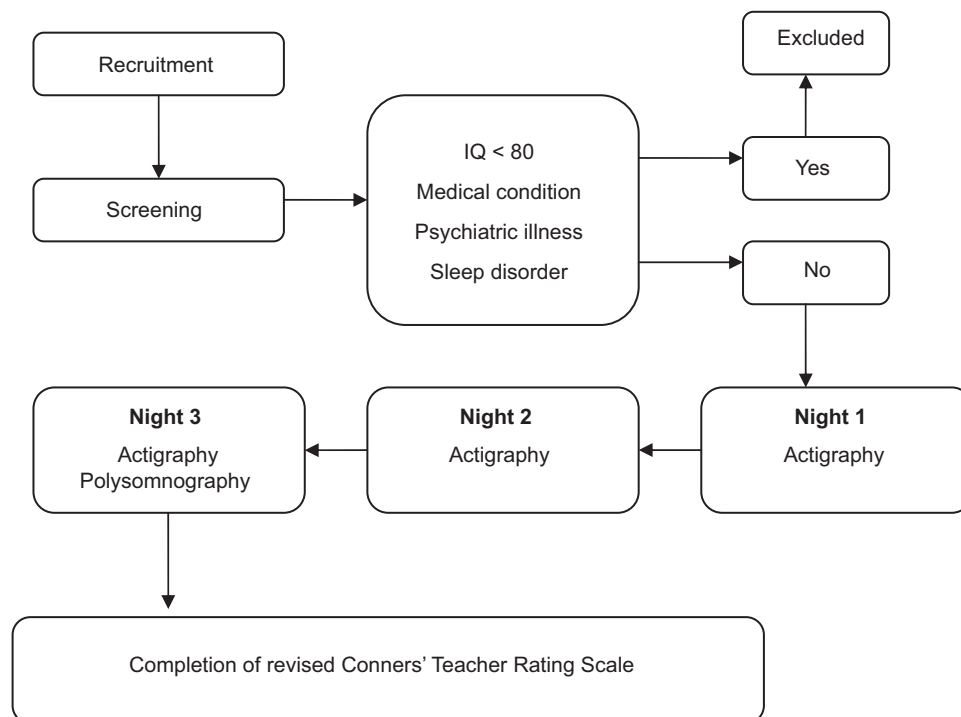 Recruitment
Screening
IQ < 80
Medical condition
Psychiatric illness
Sleep disorder
Excluded
Yes
No
Night 1
Actigraphy
Night 2
Actigraphy
Night 3
Actigraphy
Polysomnography
Completion of revised Conners’ Teacher Rating Scale